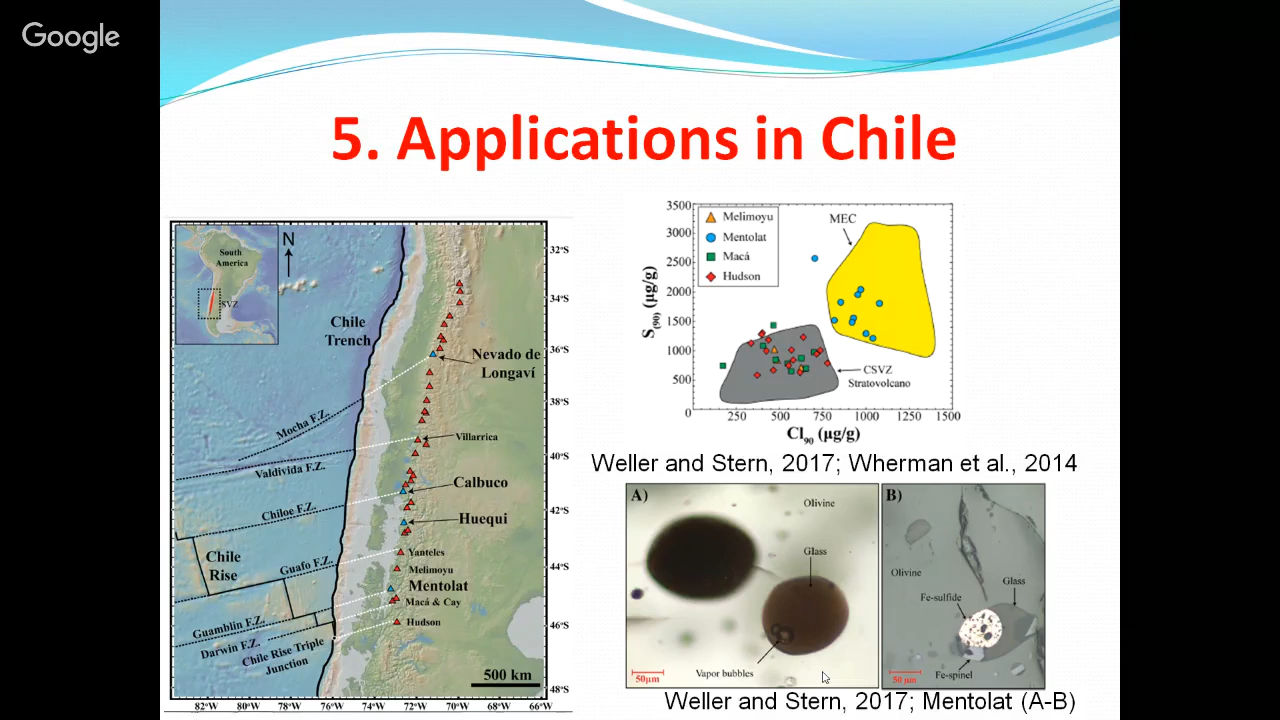 Google
5. Applications in Chile
South
America
SVZ
N
Chile
Trench
Nevado de
Longaví
Mocha F.Z.
Villarrica
Valdivida F.Z.
Calbuco
Chiloe F.Z.
Huequi
Chile
Rise
Guafo F.Z.
Yanteles
Melimoyu
Mentolat
Macá & Cay
Guamblin F.Z.
Hudson
Darwin F.Z.
Chile Rise Triple
Junction
500 km
32°S
34°S
36°S
38°S
40°S
42°S
44°S
46°S
48°S
82°W 80°W 78°W 76°W 74°W 72°W 70°W 68°W 66°W
3500
3000
2500
2000
1500
1000
500
0
S(90) (µg/g)
Melimoyu
Mentolat
Macá
Hudson
MEC
CSVZ
Stratovolcano
0 250 500 750 1000 1250 1500
Cl90 (µg/g)
Weller and Stern, 2017; Wherman et al., 2014
A)
Olivine
Glass
Vapor bubbles
50µm
B)
Olivine
Glass
Fe-sulfide
Fe-spinel
50 µm
Weller and Stern, 2017; Mentolat (A-B)